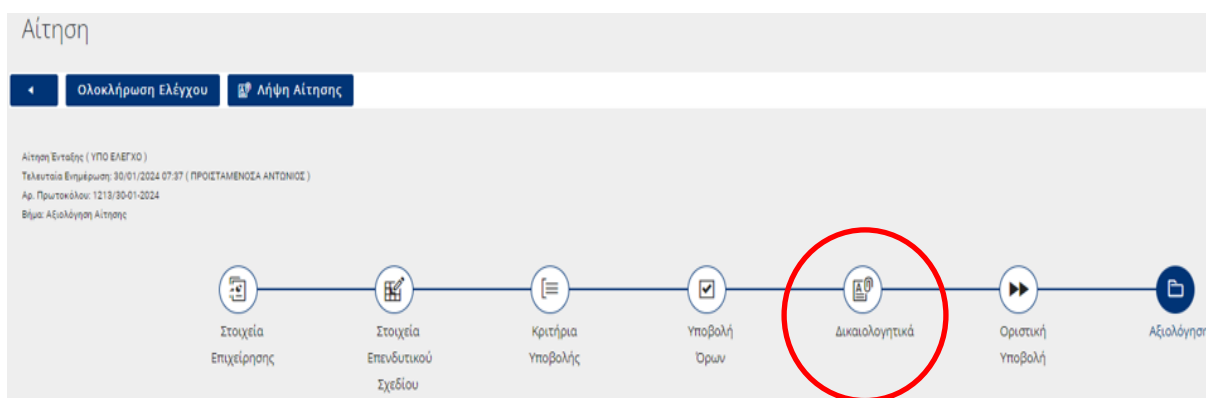 Αίτηση
Ολοκλήρωση Ελέγχου Λήψη Αίτησης
Αίτηση Ένταξης ( ΥΠΟ ΕΛΕΓΧΟ )
Τελευταία Ενημέρωση: 30/01/2024 07:37 ( ΠΡΟΙΣΤΑΜΕΝΟΣΑ ΑΝΤΩΝΙΟΣ )
Αρ. Πρωτοκόλου: 1213/30-01-2024
Βήμα: Αξιολόγηση Αίτησης
Στοιχεία
Επιχείρησης
Στοιχεία
Επενδυτικού
Σχεδίου
Κριτήρια
Υποβολής
Υποβολή
Όρων
Δικαιολογητικά
Οριστική
Υποβολή
Αξιολόγηση